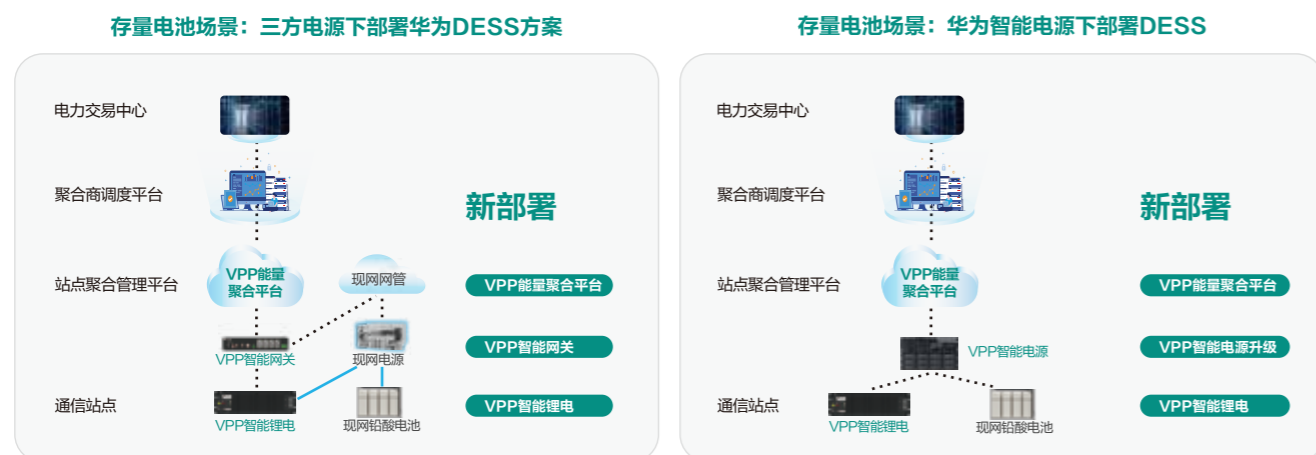 存量电池场景：三方电源下部署华为DESS方案
电力交易中心
聚合商调度平台
新部署
站点聚合管理平台
VPP能量
聚合平台
现网网管
VPP能量聚合平台
VPP智能网关
现网电源
VPP智能网关
通信站点
VPP智能锂电
现网铅酸电池
VPP智能锂电
存量电池场景：华为智能电源下部署DESS
电力交易中心
聚合商调度平台
新部署
站点聚合管理平台
VPP能量
聚合平台
VPP能量聚合平台
VPP智能电源
VPP智能电源升级
通信站点
VPP智能锂电
现网铅酸电池
VPP智能锂电